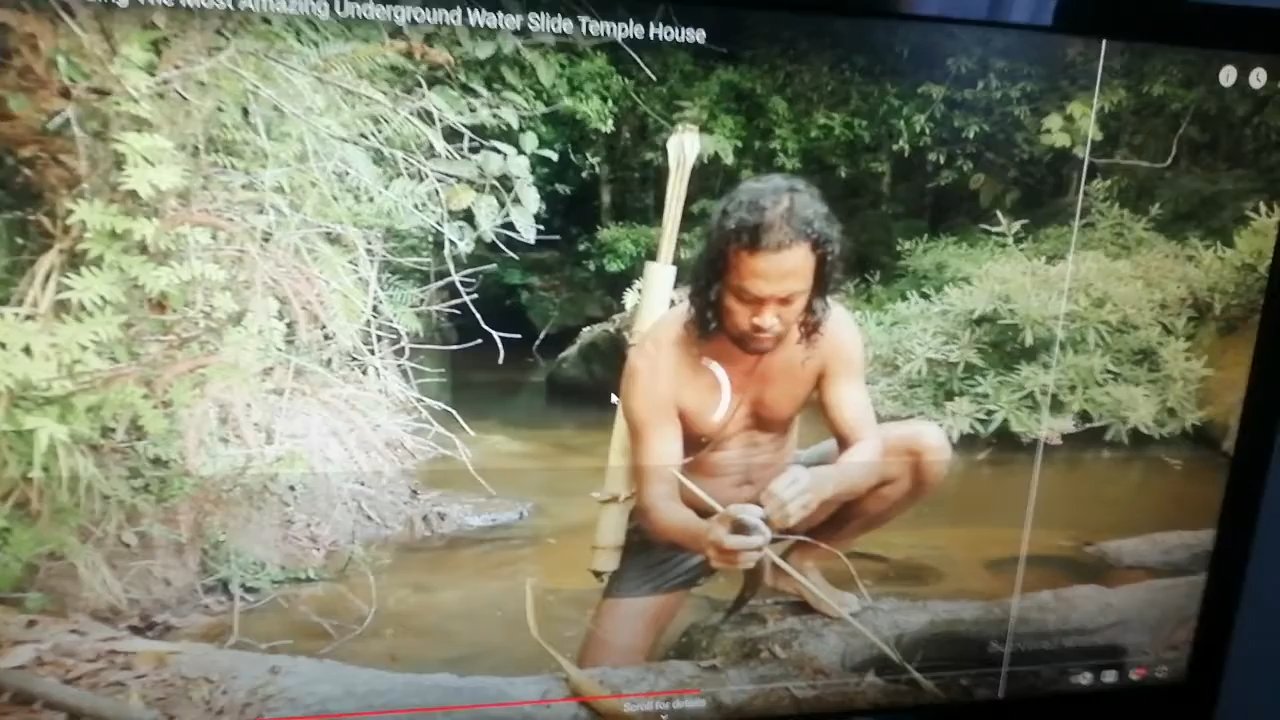 The Most Amazing Underground Water Slide Temple House
Scroll for details